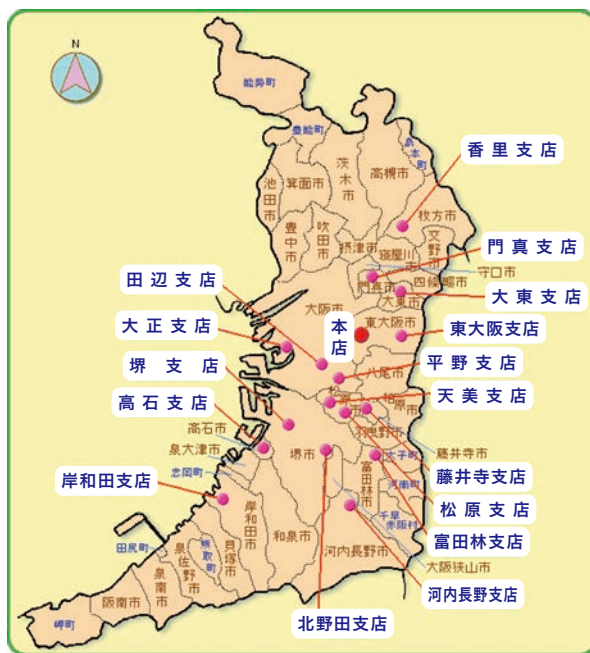 N
能勢町
豊能町
島本町
池田市
箕面市
茨木市
高槻市
香里支店
枚方市
豊中市
吹田市
摂津市
寝屋川市
交野市
門真支店
守口市
門真市
四條畷市
大東市
大東支店
田辺支店
大阪市
大正支店
本店
東大阪市
東大阪支店
堺支店
平野支店
八尾市
天美支店
松原市
柏原市
高石支店
高石市
羽曳野市
藤井寺市
泉大津市
堺市
太子町
藤井寺支店
忠岡町
富田林市
河南町
岸和田支店
松原支店
千早赤阪村
富田林支店
岸和田市
和泉市
河内長野市
大阪狭山市
田尻町
泉佐野市
熊取町
貝塚市
河内長野支店
泉南市
阪南市
北野田支店
岬町